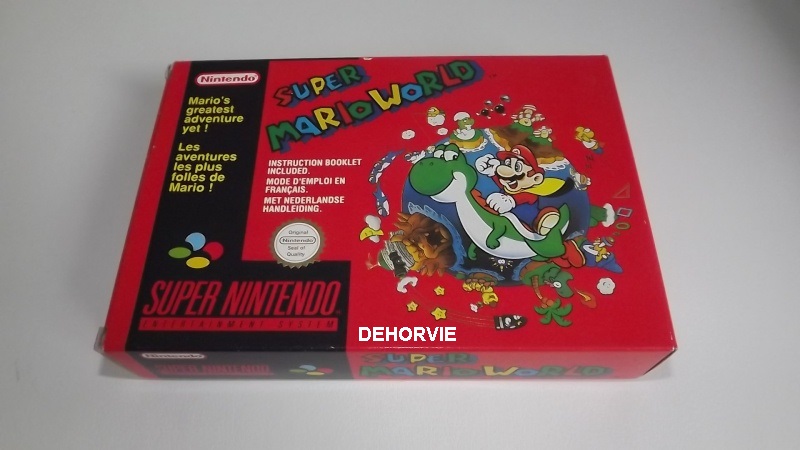 Nintendo
Mario's
greatest
adventure
yet !
Les
aventures
les plus
folles de
Mario !
SUPER
MARIO WORLD
INSTRUCTION BOOKLET
INCLUDED.
MODE D'EMPLOI EN
FRANÇAIS.
MET NEDERLANDSE
HANDLEIDING.
Original
Nintendo
Seal of
Quality
SUPER NINTENDO
ENTERTAINMENT SYSTEM
DEHORVIE
Nintendo
SUPER NINTENDO
SUPER
MARIO WORLD